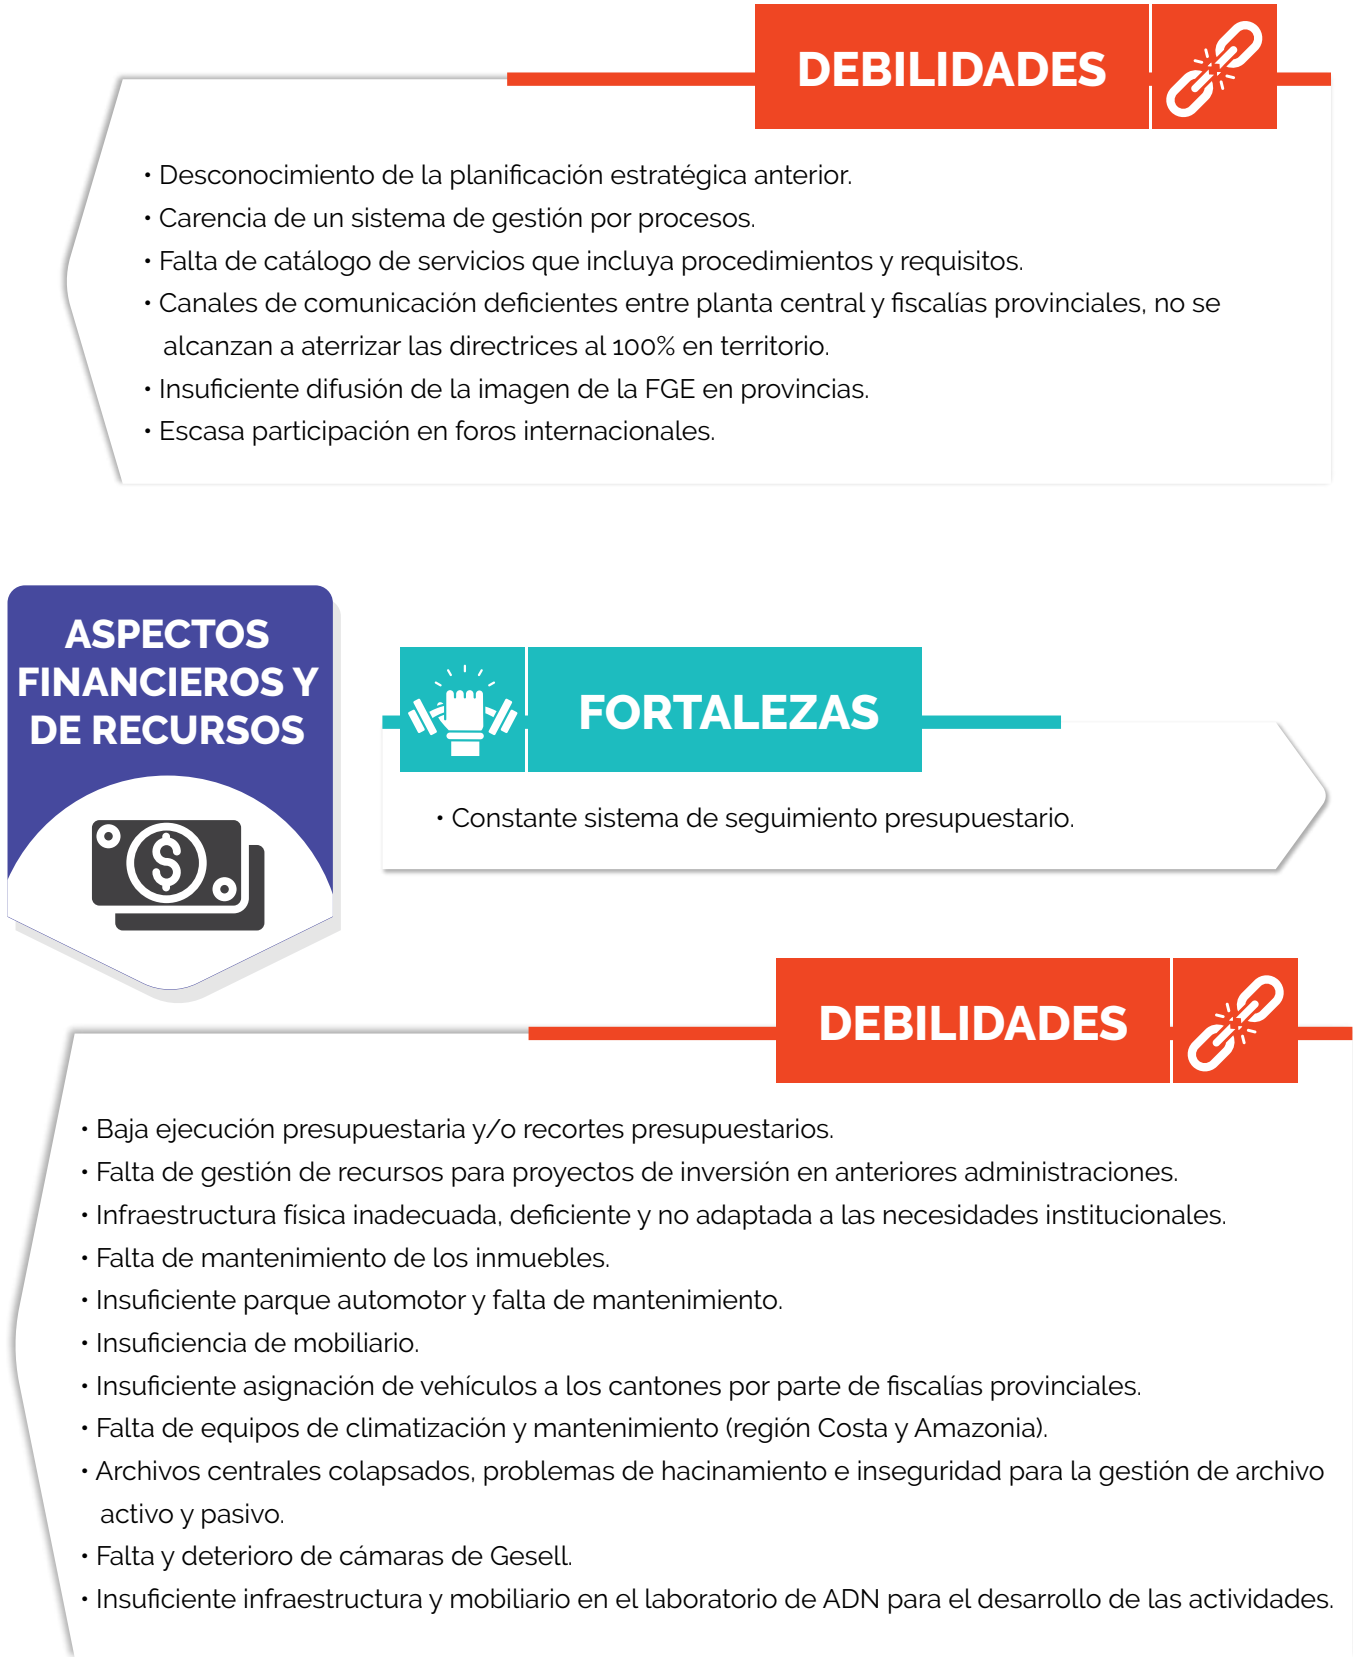 DEBILIDADES
• Desconocimiento de la planificación estratégica anterior.
• Carencia de un sistema de gestión por procesos.
• Falta de catálogo de servicios que incluya procedimientos y requisitos.
• Canales de comunicación deficientes entre planta central y fiscalías provinciales, no se
alcanzan a aterrizar las directrices al 100% en territorio.
• Insuficiente difusión de la imagen de la FGE en provincias.
• Escasa participación en foros internacionales.
ASPECTOS
FINANCIEROS Y
DE RECURSOS
FORTALEZAS
• Constante sistema de seguimiento presupuestario.
DEBILIDADES
• Baja ejecución presupuestaria y/o recortes presupuestarios.
• Falta de gestión de recursos para proyectos de inversión en anteriores administraciones.
• Infraestructura física inadecuada, deficiente y no adaptada a las necesidades institucionales.
• Falta de mantenimiento de los inmuebles.
• Insuficiente parque automotor y falta de mantenimiento.
• Insuficiencia de mobiliario.
• Insuficiente asignación de vehículos a los cantones por parte de fiscalías provinciales.
• Falta de equipos de climatización y mantenimiento (región Costa y Amazonia).
• Archivos centrales colapsados, problemas de hacinamiento e inseguridad para la gestión de archivo
activo y pasivo.
• Falta y deterioro de cámaras de Gesell.
• Insuficiente infraestructura y mobiliario en el laboratorio de ADN para el desarrollo de las actividades.